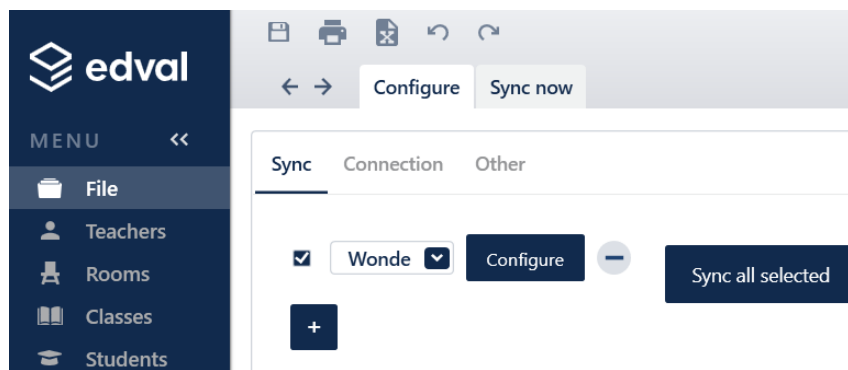 edval
Configure Sync now
MENU
Sync Connection Other
File
Teachers
Wonde Configure
Sync all selected
Rooms
Classes
+
Students